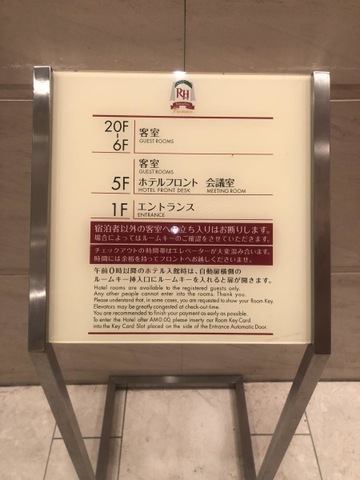 RH
20F
-
6F
客室
GUEST ROOMS
客室
GUEST ROOMS
5F ホテルフロント 会議室
HOTEL FRONT DESK MEETING ROOM
1F エントランス
ENTRANCE
宿泊者以外の客室へ立ち入りはお断りします。
場合によってはルームキーのご確認をさせていただきます。
チェックアウトの時間帯はエレベーターが大変混み合います。
時間には余裕を持ってフロントへお越しくださいませ。
午前0時以降のホテル入館時は、自動扉横側の
ルームキー挿入口にルームキーを入れると扉が開きます。
Hotel rooms are available to the registered guests only.
Any other people cannot enter into the rooms. Thank you.
Please understand that, in some cases, you are requested to show your Room Key.
Elevators may be greatly congested at check-out time.
You are recommended to finish your payment as early as possible.
To enter the Hotel after AM0:00, please insert our Room Key Card
into the Key Card Slot placed on the side of the Entrance Automatic Door.